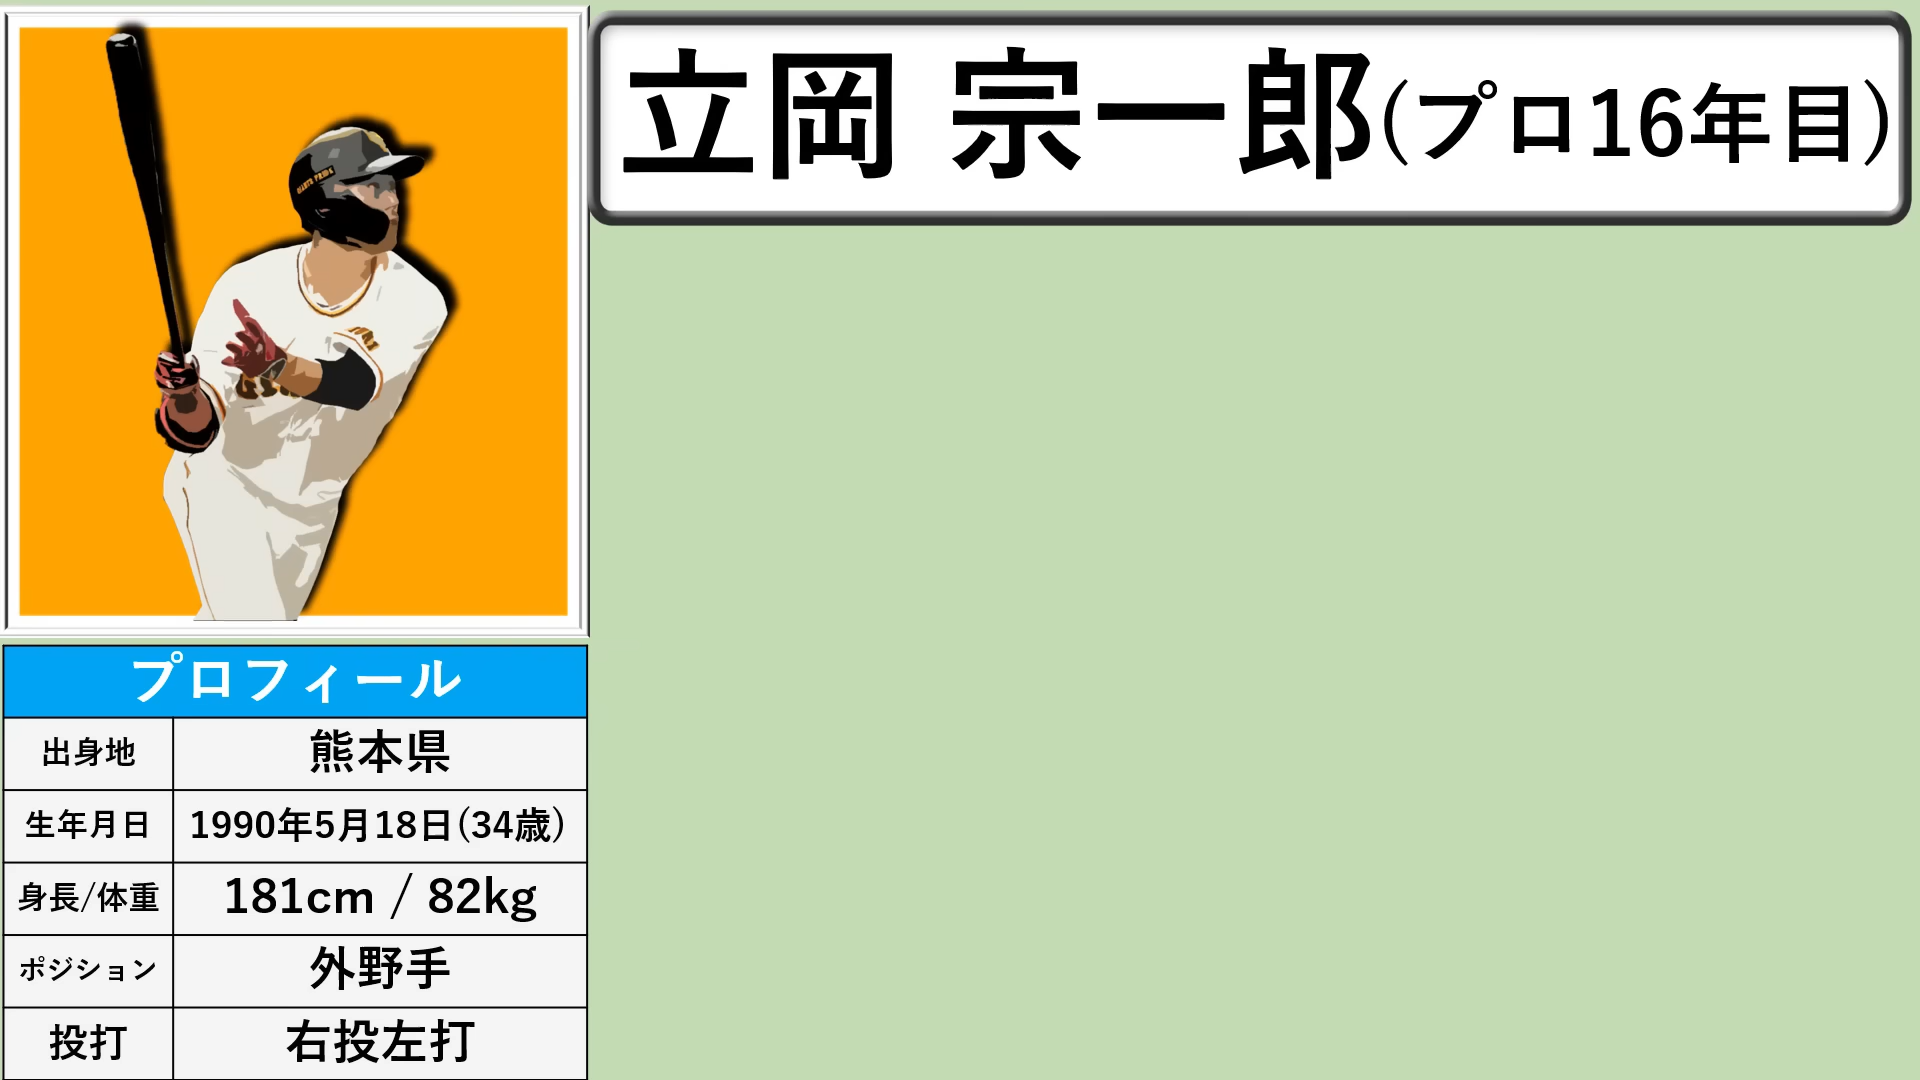 立岡 宗一郎(プロ16年目)
GIANTS PRIDE
プロフィール
出身地 熊本県
生年月日 1990年5月18日(34歳)
身長/体重 181cm / 82kg
ポジション 外野手
投打 右投左打